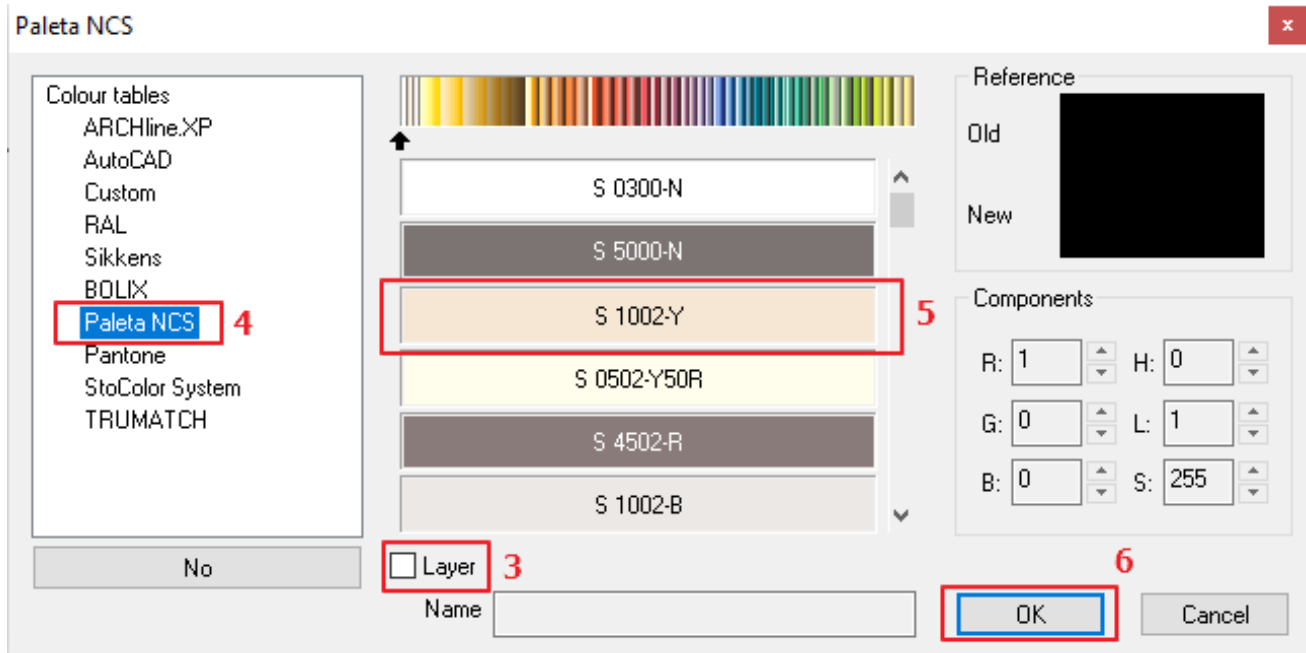 Paleta NCS
x
Colour tables
ARCHline.XP
AutoCAD
Custom
RAL
Sikkens
BOLIX
Paleta NCS 4
Pantone
StoColor System
TRUMATCH
No
S 0300-N
S 5000-N
S 1002-Y 5
S 0502-Y50R
S 4502-R
S 1002-B
Layer 3
Name
Reference
Old
New
Components
R: 1 H: 0
G: 0 L: 1
B: 0 S: 255
6
OK Cancel